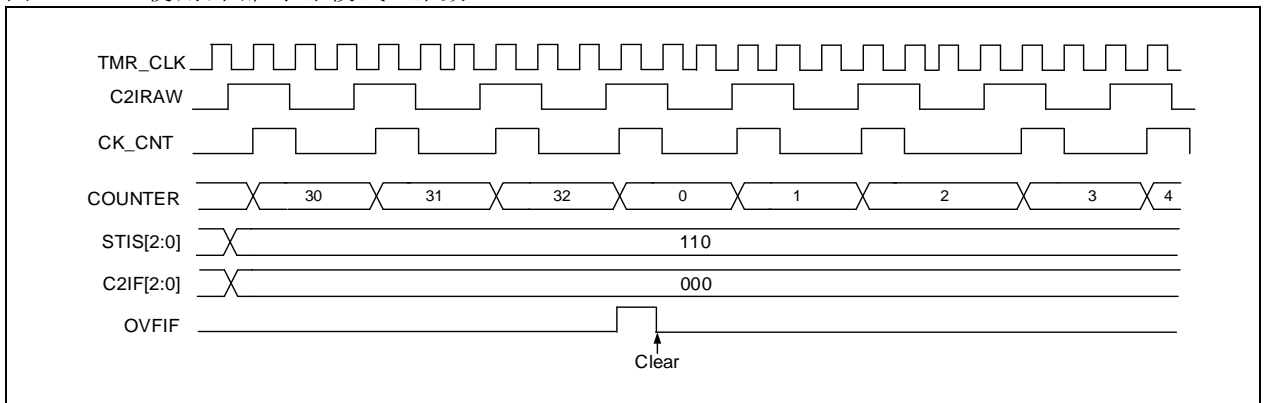 TMR_CLK
C2IRAW
CK_CNT
COUNTER 30 31 32 0 1 2 3 4
STIS[2:0] 110
C2IF[2:0] 000
OVFIF
Clear